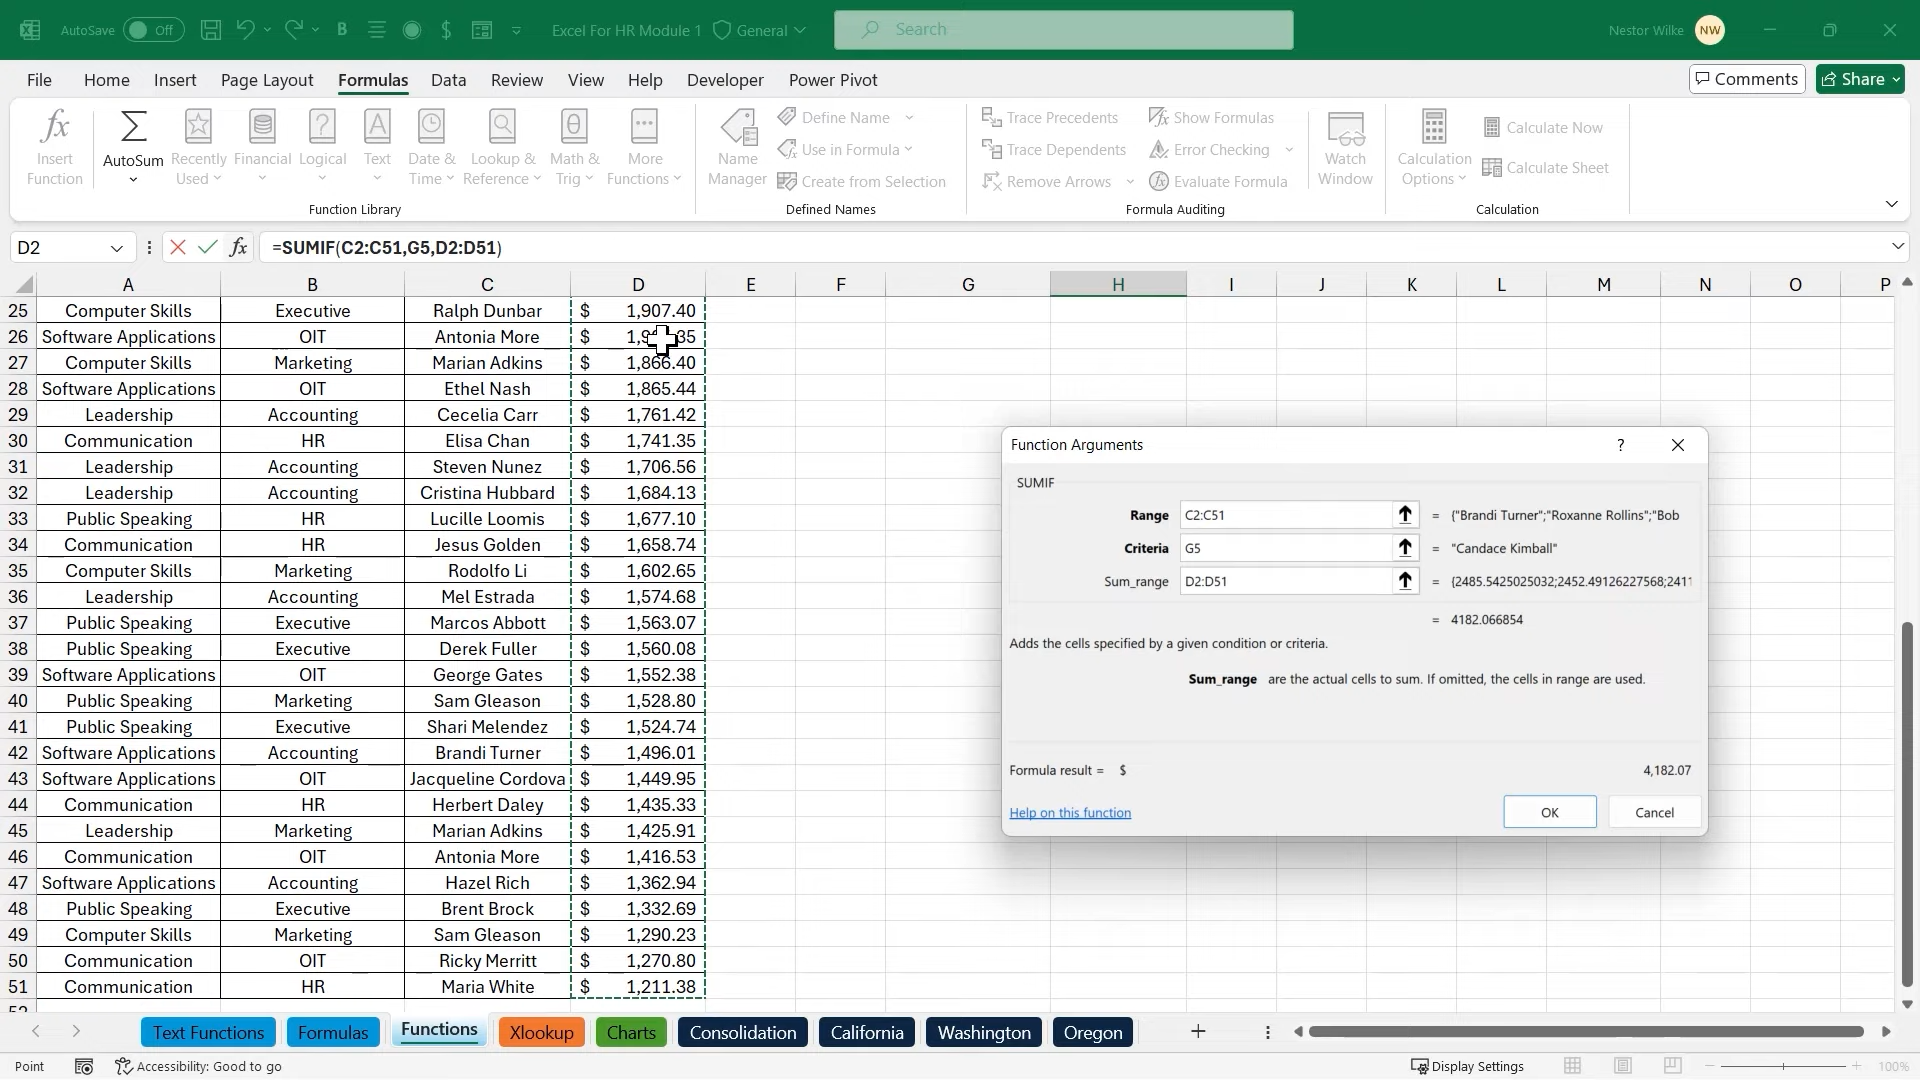 AutoSave Off B $ Excel For HR Module 1 General Search Nestor Wilke NW
File Home Insert Page Layout Formulas Data Review View Help Developer Power Pivot Comments Share
Insert Function
AutoSum
Recently Used
Financial
Logical
Text
Date & Time
Lookup & Reference
Math & Trig
More Functions
Function Library
Name Manager
Define Name
Use in Formula
Create from Selection
Defined Names
Trace Precedents
Trace Dependents
Remove Arrows
Show Formulas
Error Checking
Evaluate Formula
Formula Auditing
Watch Window
Calculation Options
Calculate Now
Calculate Sheet
Calculation
D2 fx =SUMIF(C2:C51,G5,D2:D51)
A B C D E F G H I J K L M N O P
25 Computer Skills Executive Ralph Dunbar $ 1,907.40
26 Software Applications OIT Antonia More $
27 Computer Skills Marketing Marian Adkins $ 1,866.40
28 Software Applications OIT Ethel Nash $ 1,865.44
29 Leadership Accounting Cecelia Carr $ 1,761.42
30 Communication HR Elisa Chan $ 1,741.35
31 Leadership Accounting Steven Nunez $ 1,706.56
32 Leadership Accounting Cristina Hubbard $ 1,684.13
33 Public Speaking HR Lucille Loomis $ 1,677.10
34 Communication HR Jesus Golden $ 1,658.74
35 Computer Skills Marketing Rodolfo Li $ 1,602.65
36 Leadership Accounting Mel Estrada $ 1,574.68
37 Public Speaking Executive Marcos Abbott $ 1,563.07
38 Public Speaking Executive Derek Fuller $ 1,560.08
39 Software Applications OIT George Gates $ 1,552.38
40 Public Speaking Marketing Sam Gleason $ 1,528.80
41 Public Speaking Executive Shari Melendez $ 1,524.74
42 Software Applications Accounting Brandi Turner $ 1,496.01
43 Software Applications OIT Jacqueline Cordova $ 1,449.95
44 Communication HR Herbert Daley $ 1,435.33
45 Leadership Marketing Marian Adkins $ 1,425.91
46 Communication OIT Antonia More $ 1,416.53
47 Software Applications Accounting Hazel Rich $ 1,362.94
48 Public Speaking Executive Brent Brock $ 1,332.69
49 Computer Skills Marketing Sam Gleason $ 1,290.23
50 Communication OIT Ricky Merritt $ 1,270.80
51 Communication HR Maria White $ 1,211.38
Function Arguments ?
SUMIF
Range C2:C51 = {"Brandi Turner";"Roxanne Rollins";"Bob
Criteria G5 = "Candace Kimball"
Sum_range D2:D51 = {2485.5425025032;2452.49126227568;2411
= 4182.066854
Adds the cells specified by a given condition or criteria.
Sum_range are the actual cells to sum. If omitted, the cells in range are used.
Formula result = $ 4,182.07
Help on this function OK Cancel
Text Functions Formulas Functions Xlookup Charts Consolidation California Washington Oregon +
Point Accessibility: Good to go Display Settings 100%